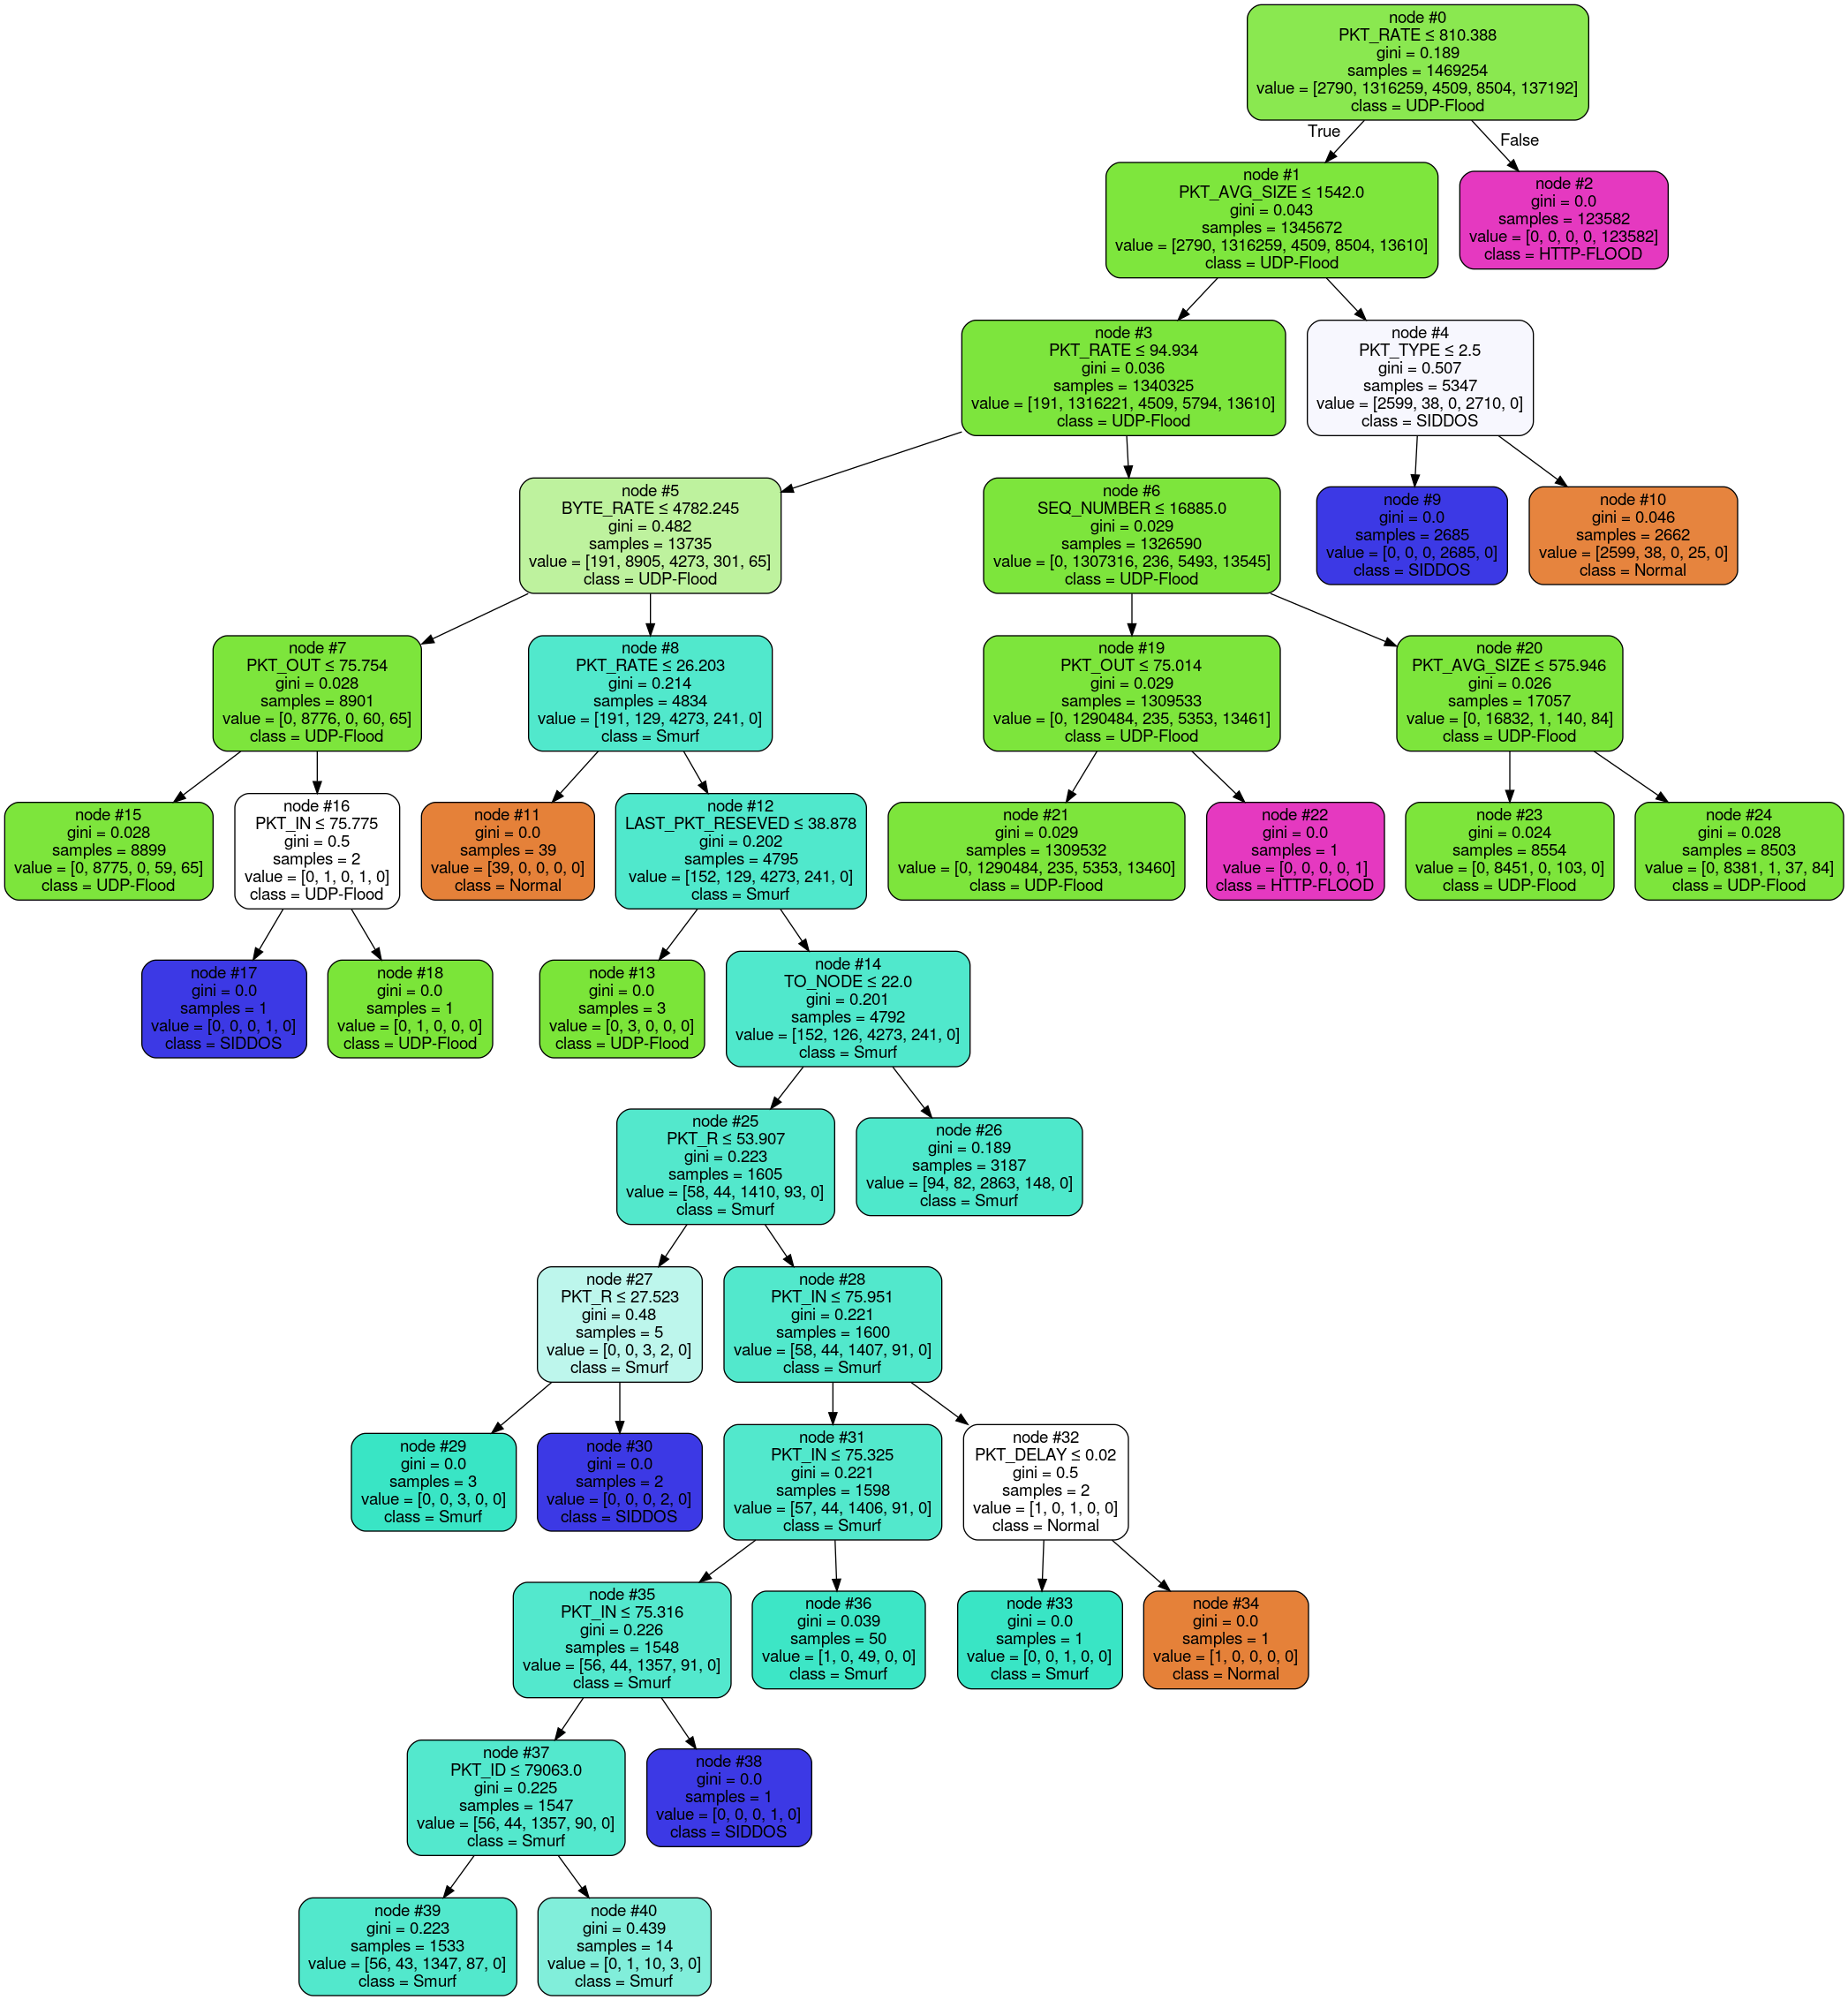 node #0
PKT_RATE ≤ 810.388
gini = 0.189
samples = 1469254
value = [2790, 1316259, 4509, 8504, 137192]
class = UDP-Flood
True
False
node #1
PKT_AVG_SIZE ≤ 1542.0
gini = 0.043
samples = 1345672
value = [2790, 1316259, 4509, 8504, 13610]
class = UDP-Flood
node #2
gini = 0.0
samples = 123582
value = [0, 0, 0, 0, 123582]
class = HTTP-FLOOD
node #3
PKT_RATE ≤ 94.934
gini = 0.036
samples = 1340325
value = [191, 1316221, 4509, 5794, 13610]
class = UDP-Flood
node #4
PKT_TYPE ≤ 2.5
gini = 0.507
samples = 5347
value = [2599, 38, 0, 2710, 0]
class = SIDDOS
node #5
BYTE_RATE ≤ 4782.245
gini = 0.482
samples = 13735
value = [191, 8905, 4273, 301, 65]
class = UDP-Flood
node #6
SEQ_NUMBER ≤ 16885.0
gini = 0.029
samples = 1326590
value = [0, 1307316, 236, 5493, 13545]
class = UDP-Flood
node #9
gini = 0.0
samples = 2685
value = [0, 0, 0, 2685, 0]
class = SIDDOS
node #10
gini = 0.046
samples = 2662
value = [2599, 38, 0, 25, 0]
class = Normal
node #7
PKT_OUT ≤ 75.754
gini = 0.028
samples = 8901
value = [0, 8776, 0, 60, 65]
class = UDP-Flood
node #8
PKT_RATE ≤ 26.203
gini = 0.214
samples = 4834
value = [191, 129, 4273, 241, 0]
class = Smurf
node #19
PKT_OUT ≤ 75.014
gini = 0.029
samples = 1309533
value = [0, 1290484, 235, 5353, 13461]
class = UDP-Flood
node #20
PKT_AVG_SIZE ≤ 575.946
gini = 0.026
samples = 17057
value = [0, 16832, 1, 140, 84]
class = UDP-Flood
node #15
gini = 0.028
samples = 8899
value = [0, 8775, 0, 59, 65]
class = UDP-Flood
node #16
PKT_IN ≤ 75.775
gini = 0.5
samples = 2
value = [0, 1, 0, 1, 0]
class = UDP-Flood
node #11
gini = 0.0
samples = 39
value = [39, 0, 0, 0, 0]
class = Normal
node #12
LAST_PKT_RESEVED ≤ 38.878
gini = 0.202
samples = 4795
value = [152, 129, 4273, 241, 0]
class = Smurf
node #21
gini = 0.029
samples = 1309532
value = [0, 1290484, 235, 5353, 13460]
class = UDP-Flood
node #22
gini = 0.0
samples = 1
value = [0, 0, 0, 0, 1]
class = HTTP-FLOOD
node #23
gini = 0.024
samples = 8554
value = [0, 8451, 0, 103, 0]
class = UDP-Flood
node #24
gini = 0.028
samples = 8503
value = [0, 8381, 1, 37, 84]
class = UDP-Flood
node #17
gini = 0.0
samples = 1
value = [0, 0, 0, 1, 0]
class = SIDDOS
node #18
gini = 0.0
samples = 1
value = [0, 1, 0, 0, 0]
class = UDP-Flood
node #13
gini = 0.0
samples = 3
value = [0, 3, 0, 0, 0]
class = UDP-Flood
node #14
TO_NODE ≤ 22.0
gini = 0.201
samples = 4792
value = [152, 126, 4273, 241, 0]
class = Smurf
node #25
PKT_R ≤ 53.907
gini = 0.223
samples = 1605
value = [58, 44, 1410, 93, 0]
class = Smurf
node #26
gini = 0.189
samples = 3187
value = [94, 82, 2863, 148, 0]
class = Smurf
node #27
PKT_R ≤ 27.523
gini = 0.48
samples = 5
value = [0, 0, 3, 2, 0]
class = Smurf
node #28
PKT_IN ≤ 75.951
gini = 0.221
samples = 1600
value = [58, 44, 1407, 91, 0]
class = Smurf
node #29
gini = 0.0
samples = 3
value = [0, 0, 3, 0, 0]
class = Smurf
node #30
gini = 0.0
samples = 2
value = [0, 0, 0, 2, 0]
class = SIDDOS
node #31
PKT_IN ≤ 75.325
gini = 0.221
samples = 1598
value = [57, 44, 1406, 91, 0]
class = Smurf
node #32
PKT_DELAY ≤ 0.02
gini = 0.5
samples = 2
value = [1, 0, 1, 0, 0]
class = Normal
node #35
PKT_IN ≤ 75.316
gini = 0.226
samples = 1548
value = [56, 44, 1357, 91, 0]
class = Smurf
node #36
gini = 0.039
samples = 50
value = [1, 0, 49, 0, 0]
class = Smurf
node #33
gini = 0.0
samples = 1
value = [0, 0, 1, 0, 0]
class = Smurf
node #34
gini = 0.0
samples = 1
value = [1, 0, 0, 0, 0]
class = Normal
node #37
PKT_ID ≤ 79063.0
gini = 0.225
samples = 1547
value = [56, 44, 1357, 90, 0]
class = Smurf
node #38
gini = 0.0
samples = 1
value = [0, 0, 0, 1, 0]
class = SIDDOS
node #39
gini = 0.223
samples = 1533
value = [56, 43, 1347, 87, 0]
class = Smurf
node #40
gini = 0.439
samples = 14
value = [0, 1, 10, 3, 0]
class = Smurf